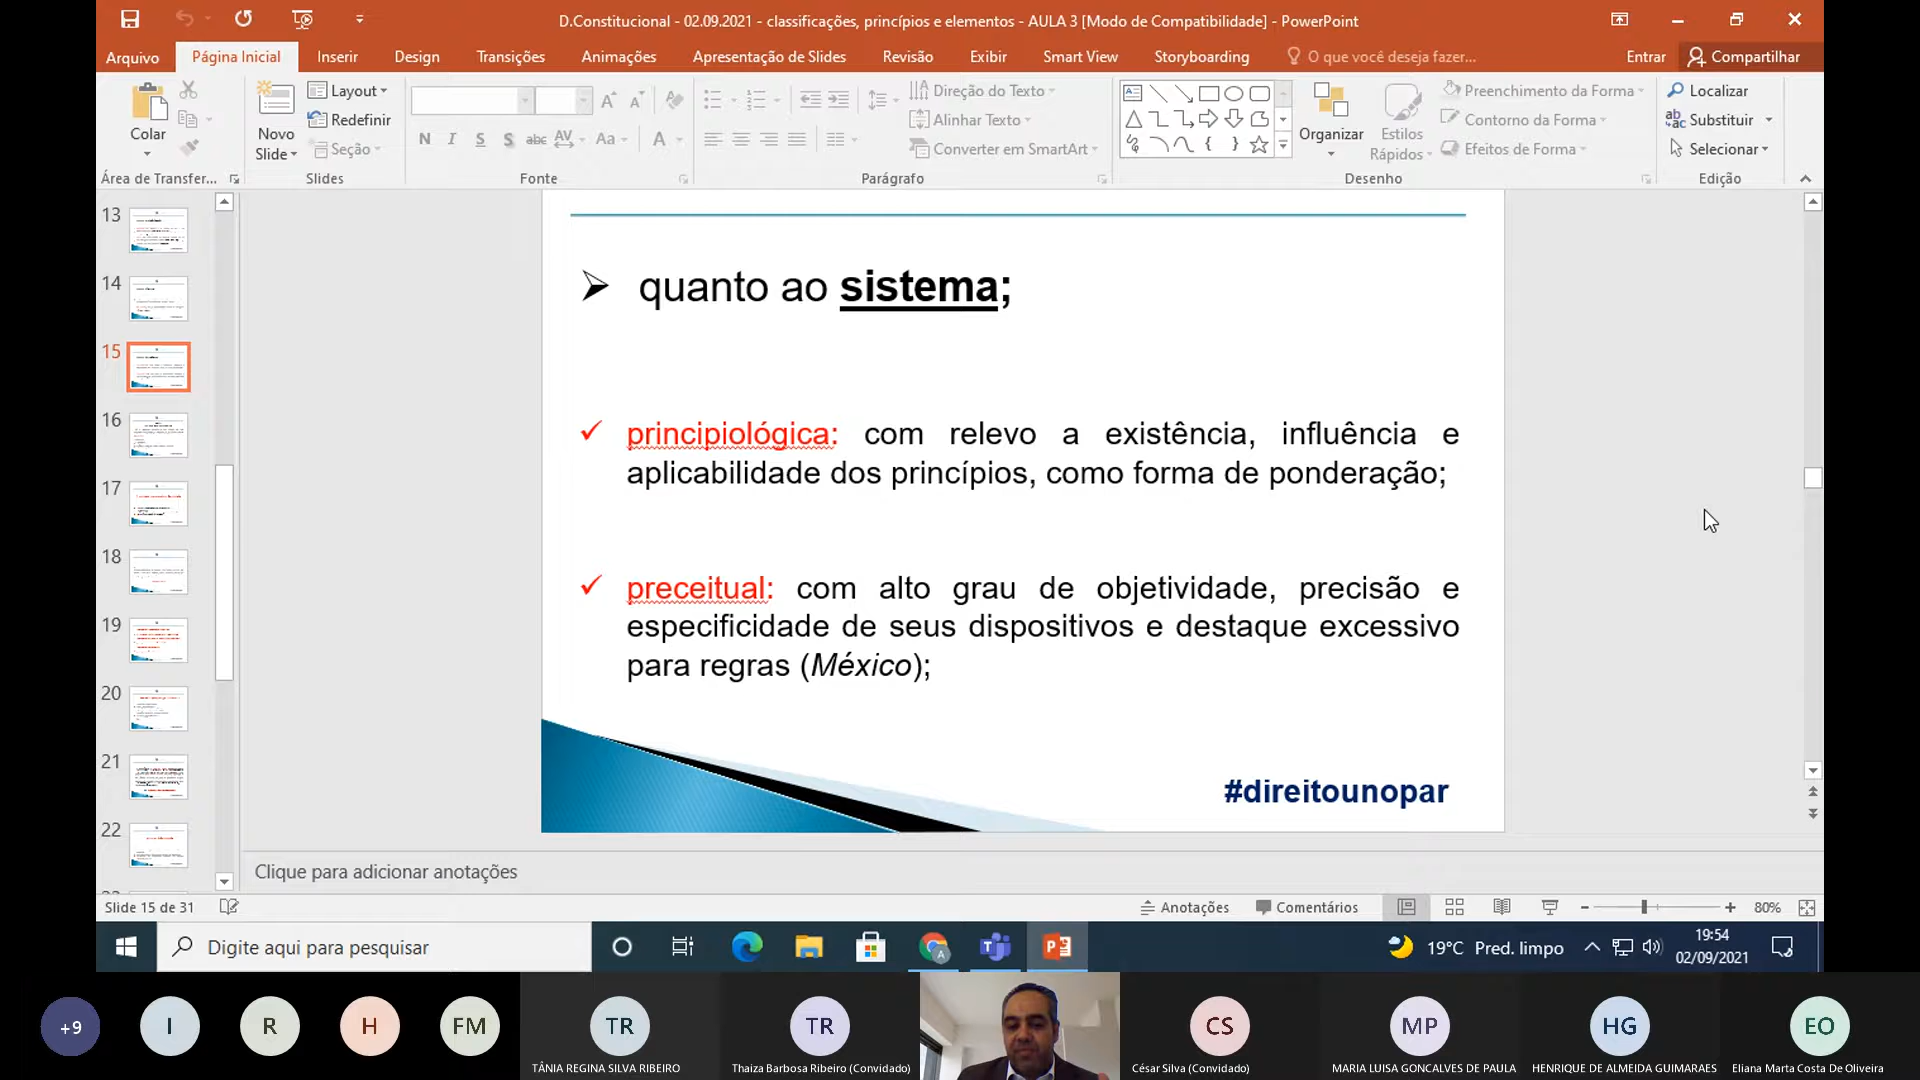 D.Constitucional - 02.09.2021 - classificações, princípios e elementos - AULA 3 [Modo de Compatibilidade] - PowerPoint
Arquivo Página Inicial Inserir Design Transições Animações Apresentação de Slides Revisão Exibir Smart View Storyboarding O que você deseja fazer... Entrar Compartilhar
Colar
Área de Transfer...
Novo Slide
Layout
Redefinir
Seção
Slides
N I S S abc AV Aa A
Fonte
Direção do Texto
Alinhar Texto
Converter em SmartArt
Parágrafo
Organizar
Estilos Rápidos
Preenchimento da Forma
Contorno da Forma
Efeitos de Forma
Desenho
Localizar
Substituir
Selecionar
Edição
13
14
15
16
17
18
19
20
21
22
quanto ao sistema;
principiológica: com relevo a existência, influência e
aplicabilidade dos princípios, como forma de ponderação;
preceitual: com alto grau de objetividade, precisão e
especificidade de seus dispositivos e destaque excessivo
para regras (México);
#direitounopar
Clique para adicionar anotações
Slide 15 de 31 Anotações Comentários 80%
Digite aqui para pesquisar 19°C Pred. limpo 19:54
02/09/2021
+9 I R H FM TR TR CS MP HG EO
TÂNIA REGINA SILVA RIBEIRO Thaiza Barbosa Ribeiro (Convidado) César Silva (Convidado) MARIA LUISA GONCALVES DE PAULA HENRIQUE DE ALMEIDA GUIMARAES Eliana Marta Costa De Oliveira